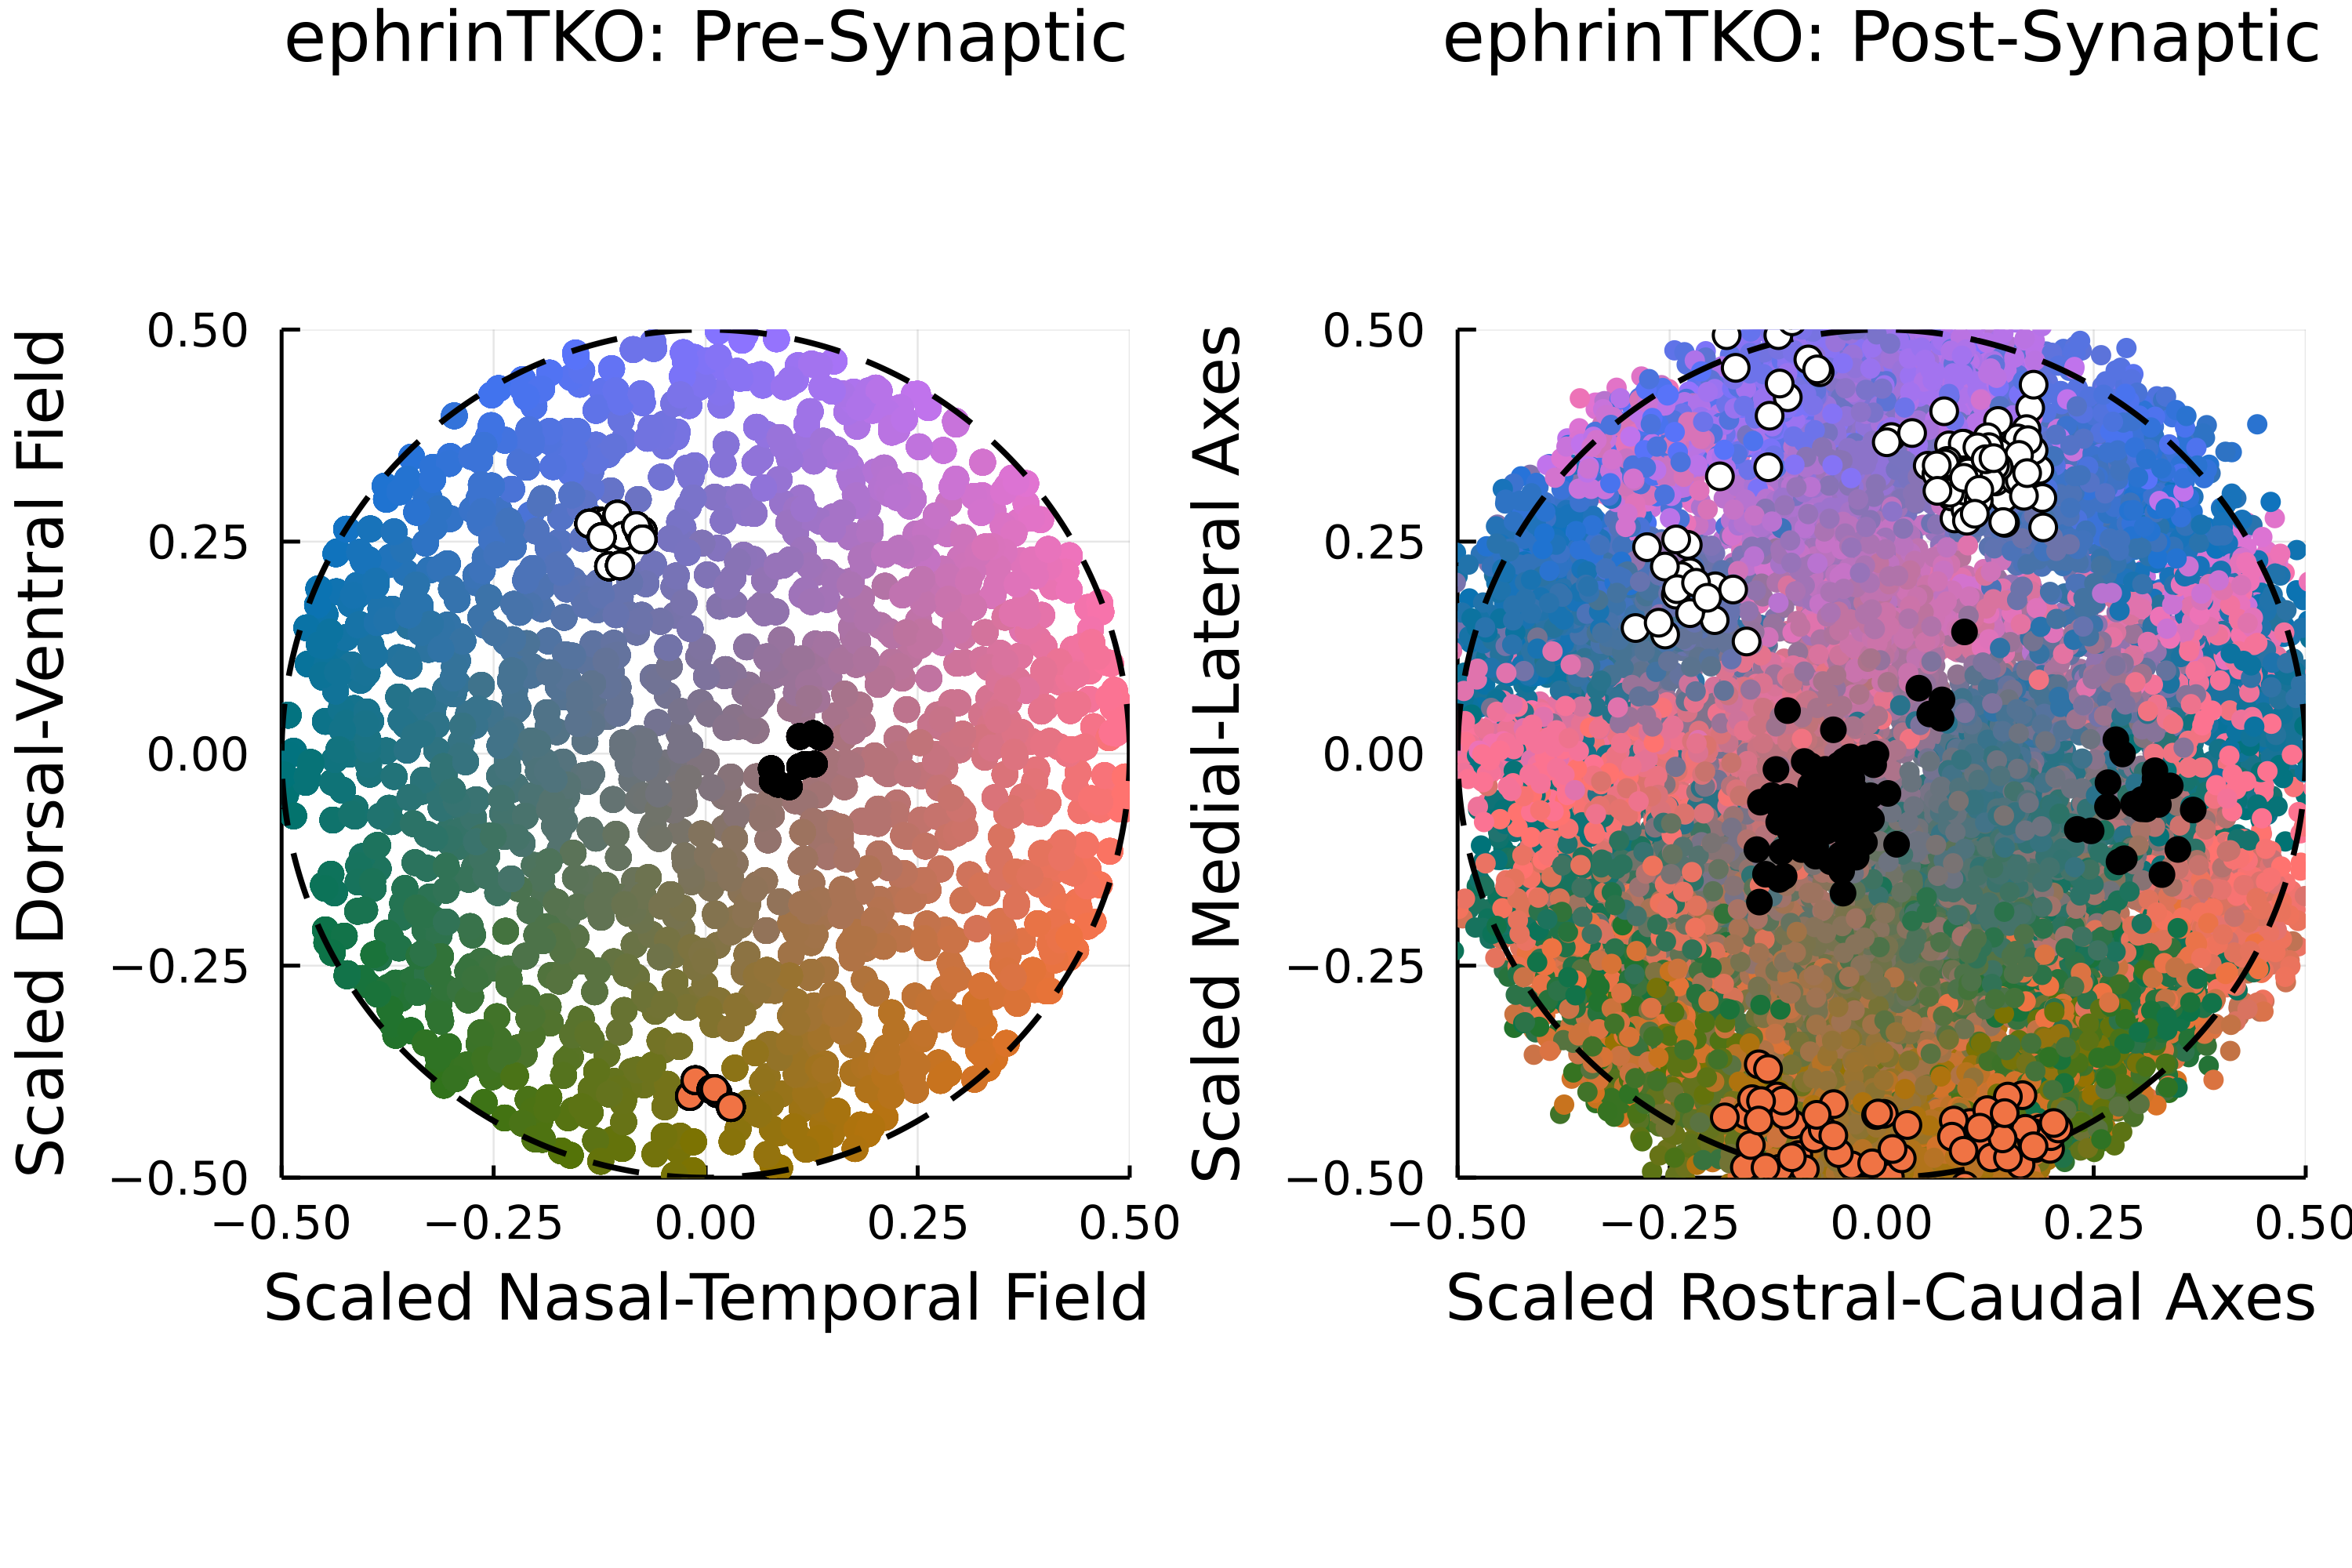 ephrinTKO: Pre-Synaptic
Scaled Dorsal-Ventral Field
0.50
0.25
0.00
−0.25
−0.50
−0.50 −0.25 0.00 0.25 0.50
Scaled Nasal-Temporal Field
ephrinTKO: Post-Synaptic
Scaled Medial-Lateral Axes
0.50
0.25
0.00
−0.25
−0.50
−0.50 −0.25 0.00 0.25 0.50
Scaled Rostral-Caudal Axes